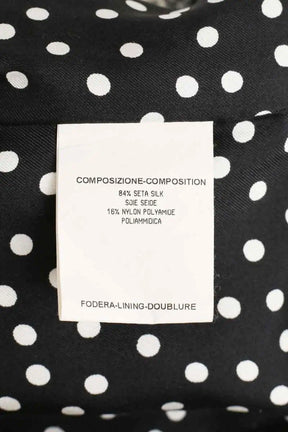 COMPOSIZIONE-COMPOSITION
84% SETA SILK
SOIE SEIDE
16% NYLON POLYAMIDE
POLIAMMIDICA
FODERA-LINING-DOUBLURE